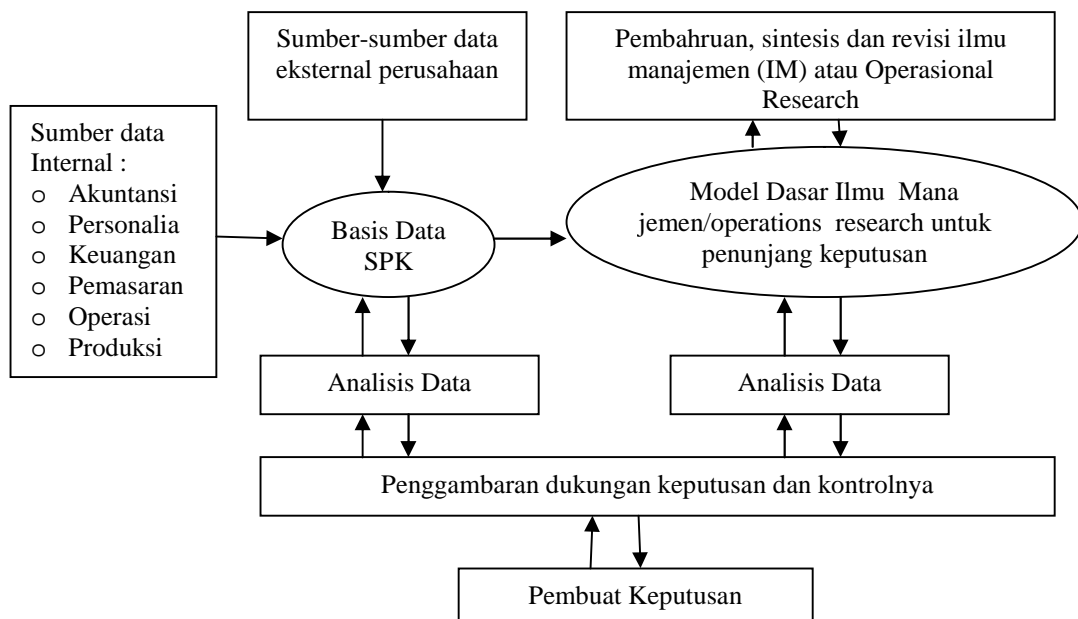 Sumber-sumber data
eksternal perusahaan
Pembahruan, sintesis dan revisi ilmu
manajemen (IM) atau Operasional
Research
Sumber data
Internal :
o Akuntansi
o Personalia
o Keuangan
o Pemasaran
o Operasi
o Produksi
Basis Data
SPK
Model Dasar Ilmu Mana
jemen/operations research untuk
penunjang keputusan
Analisis Data
Analisis Data
Penggambaran dukungan keputusan dan kontrolnya
Pembuat Keputusan